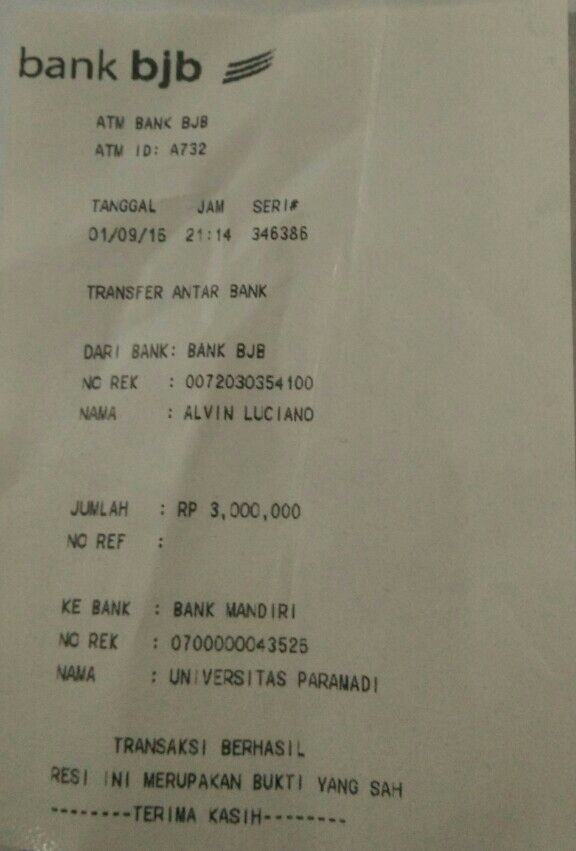 bank bjb
ATM BANK BJB
ATM ID: A732
TANGGAL JAM SERI#
01/09/16 21:14 346386
TRANSFER ANTAR BANK
DARI BANK: BANK BJB
NO REK : 0072030354100
NAMA : ALVIN LUCIANO
JUMLAH : RP 3,000,000
NO REF :
KE BANK : BANK MANDIRI
NO REK : 0700000043526
NAMA : UNIVERSITAS PARAMADI
TRANSAKSI BERHASIL
RESI INI MERUPAKAN BUKTI YANG SAH
--------TERIMA KASIH--------